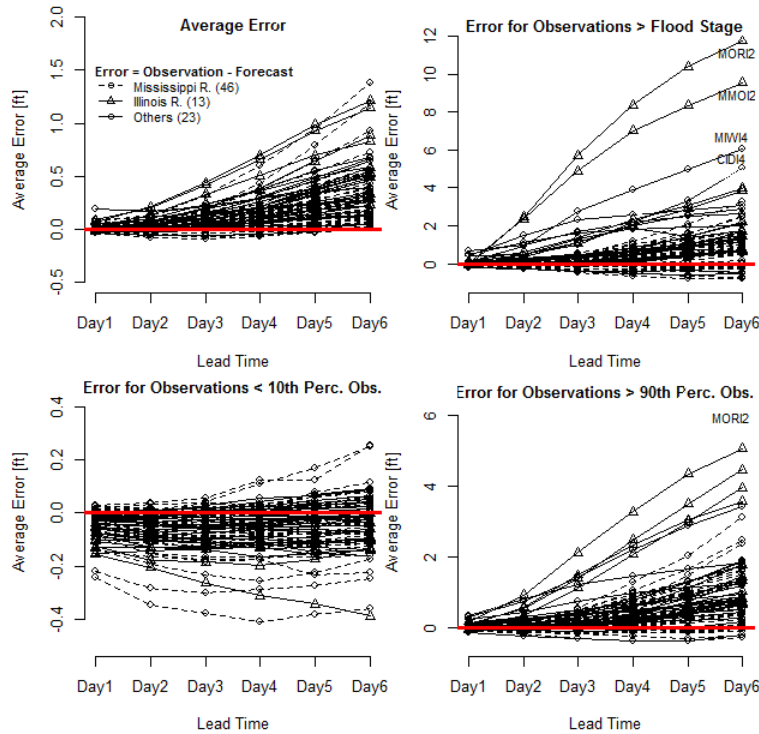 Average Error
Error = Observation - Forecast
Mississippi R. (46)
Illinois R. (13)
Others (23)
Average Error [ft]
2.0
1.5
1.0
0.5
0.0
-0.5
Day1 Day2 Day3 Day4 Day5 Day6
Lead Time
Error for Observations > Flood Stage
MORI2
MMOI2
MIWI4
CIDI4
Average Error [ft]
12
10
8
6
4
2
0
Day1 Day2 Day3 Day4 Day5 Day6
Lead Time
Error for Observations < 10th Perc. Obs.
Average Error [ft]
0.4
0.2
0.0
-0.2
-0.4
Day1 Day2 Day3 Day4 Day5 Day6
Lead Time
Error for Observations > 90th Perc. Obs.
MORI2
Average Error [ft]
6
4
2
0
Day1 Day2 Day3 Day4 Day5 Day6
Lead Time